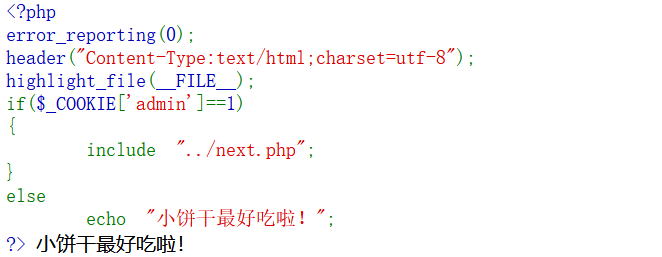 <?php
error_reporting(0);
header("Content-Type:text/html;charset=utf-8");
highlight_file(__FILE__);
if($_COOKIE['admin']==1)
{
        include  "../next.php";
}
else
        echo  "小饼干最好吃啦！";
?> 小饼干最好吃啦！